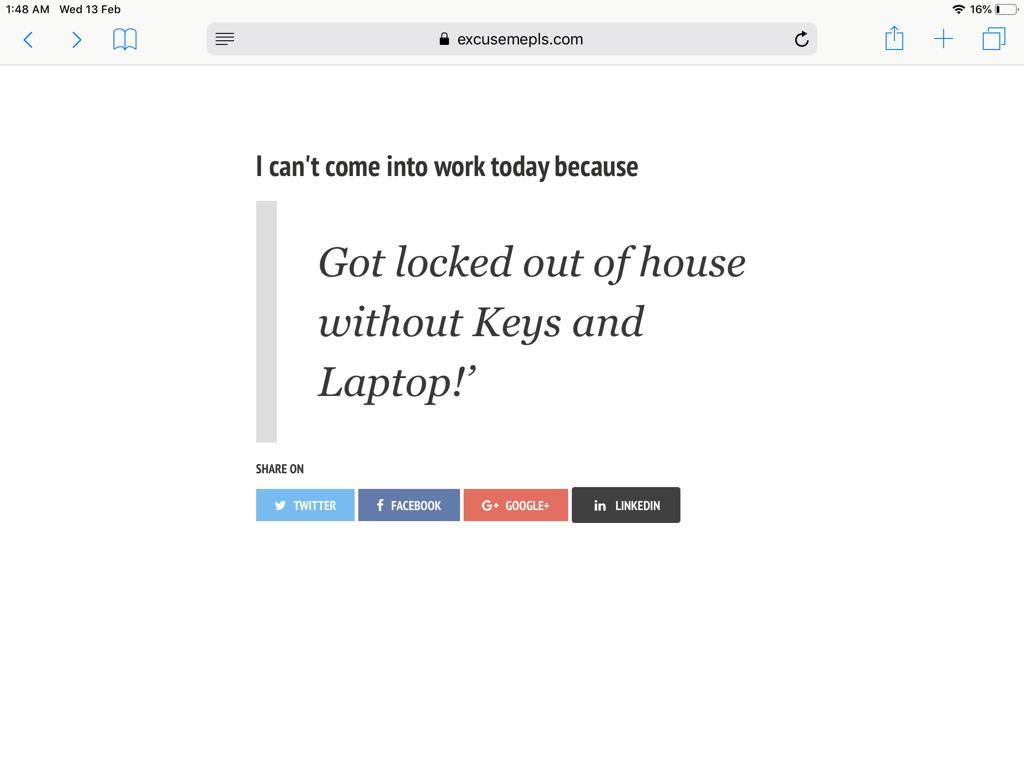 1:48 AM Wed 13 Feb 16%
excusemepls.com
I can't come into work today because
Got locked out of house
without Keys and
Laptop!’
SHARE ON
TWITTER FACEBOOK G+ GOOGLE+ in LINKEDIN